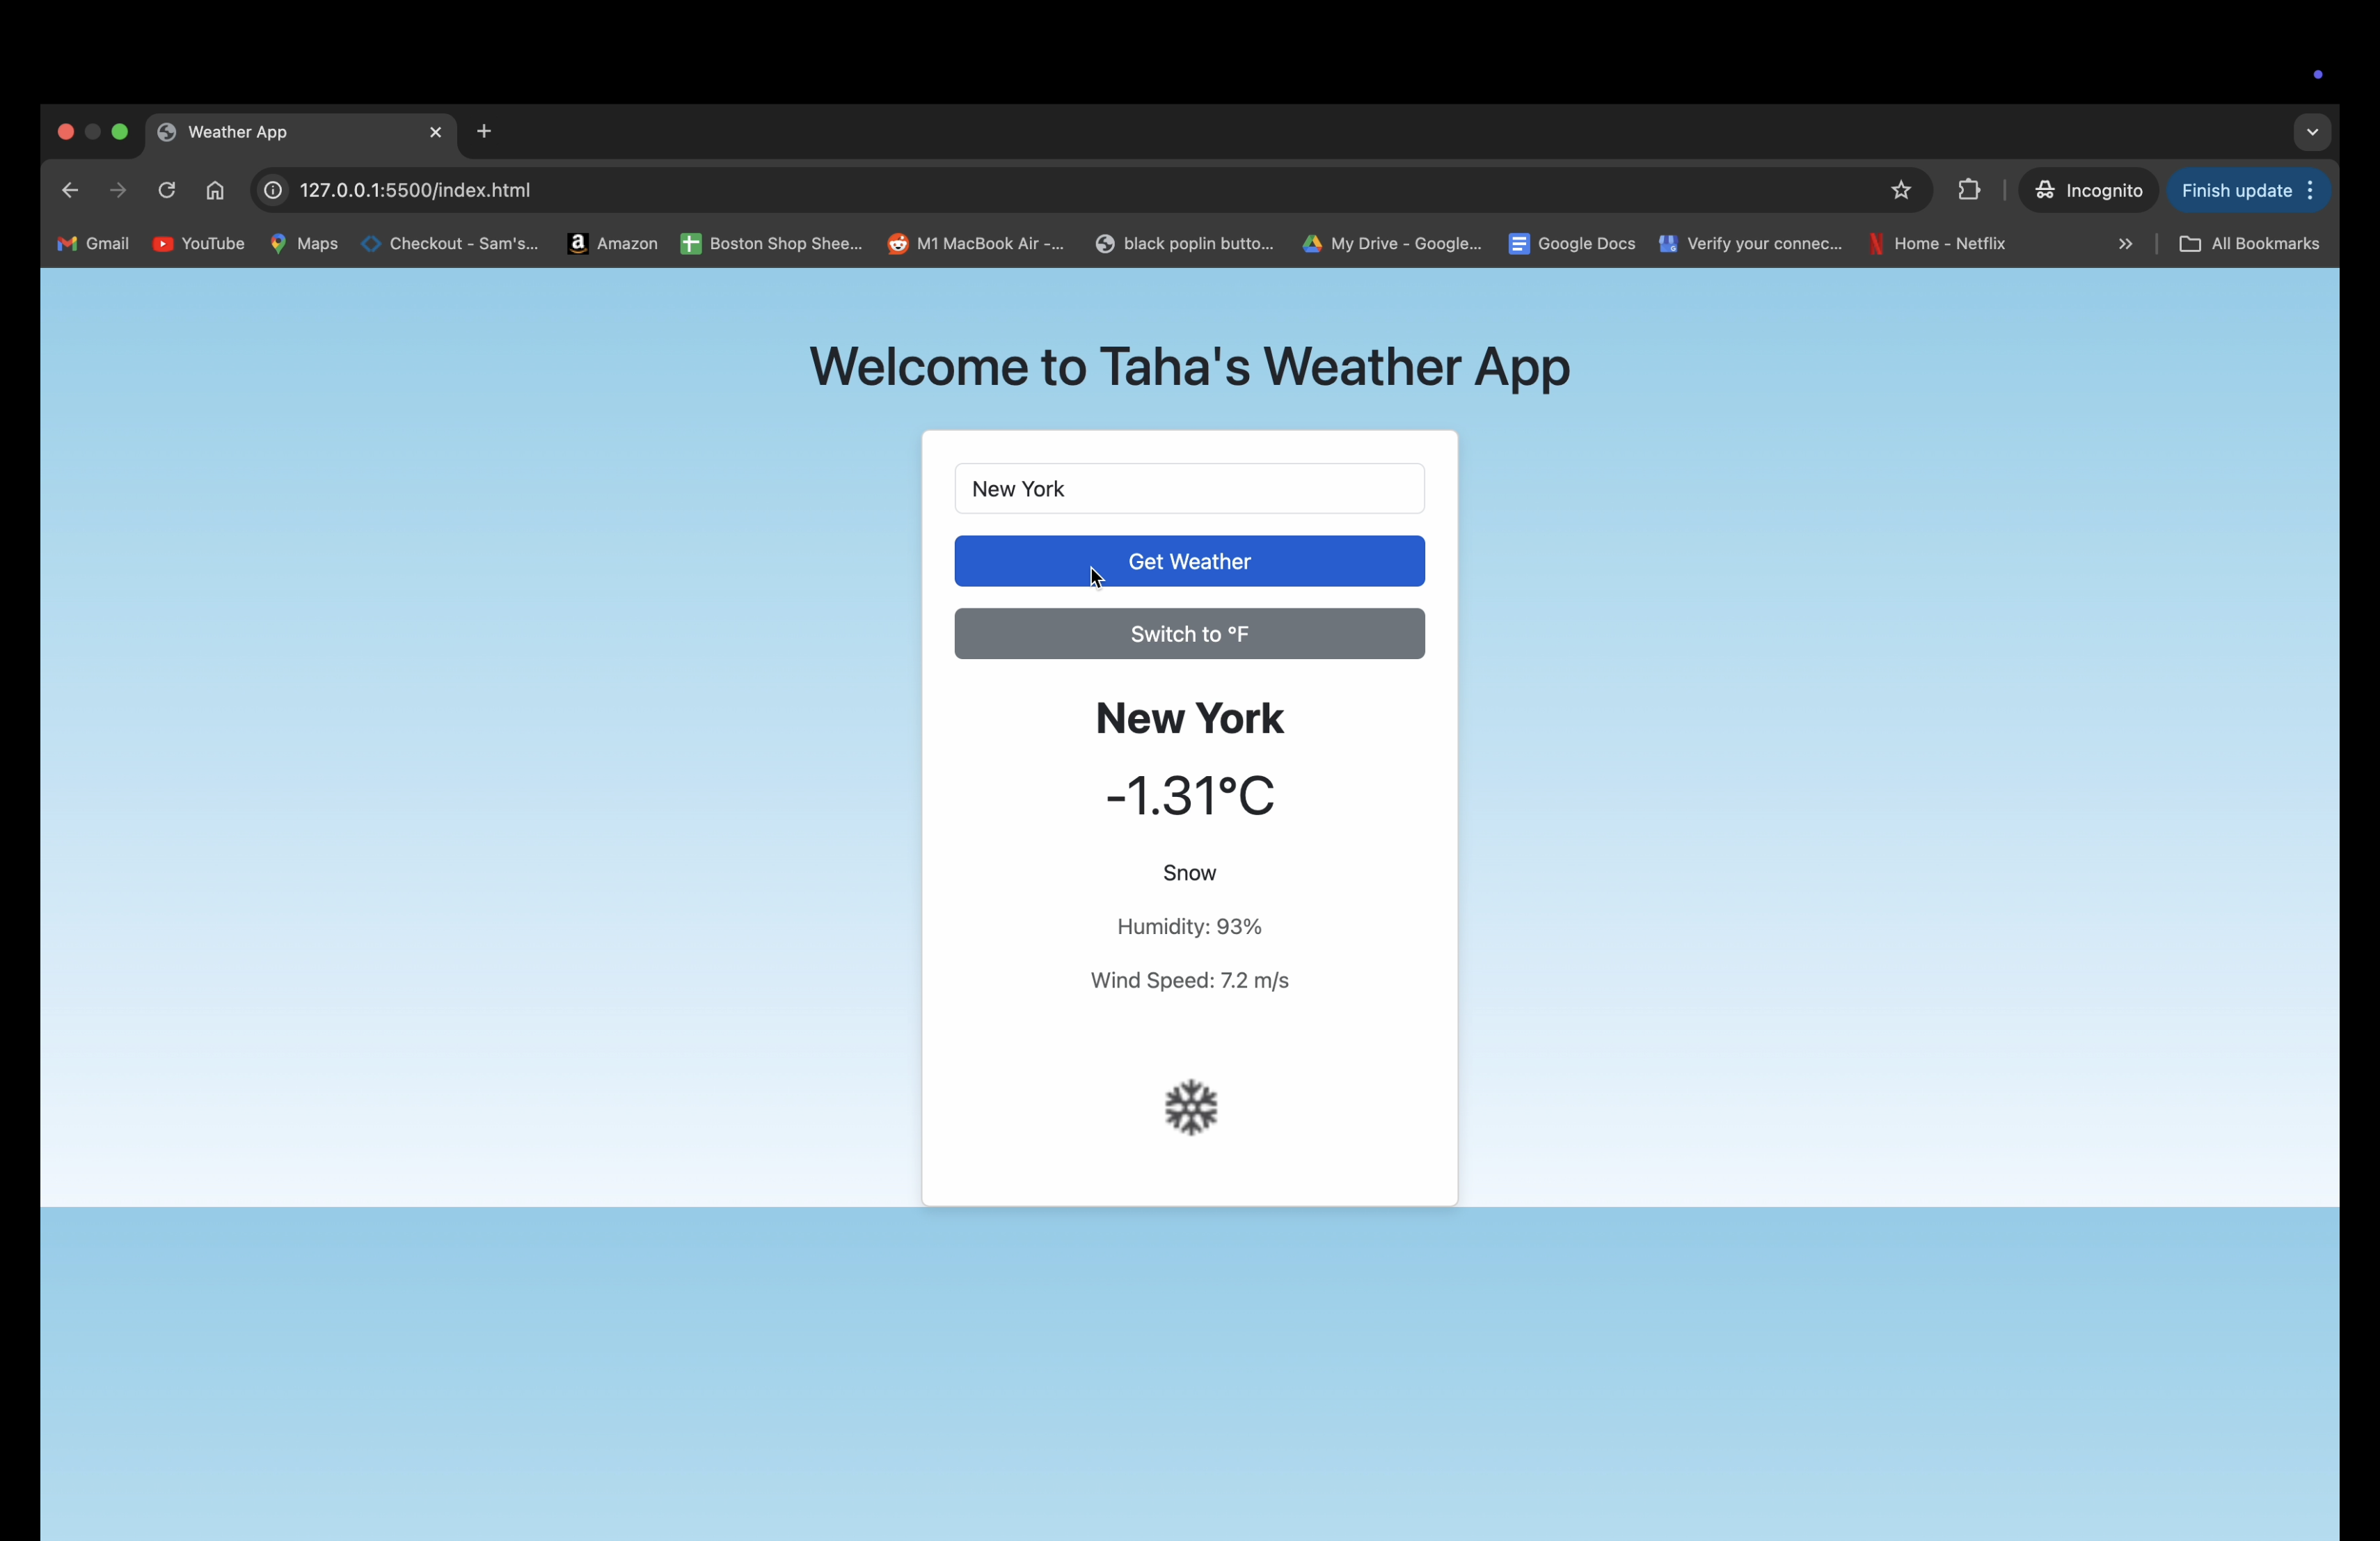 Weather App
127.0.0.1:5500/index.html
Incognito
Finish update
Gmail
YouTube
Maps
Checkout - Sam's...
Amazon
Boston Shop Shee...
M1 MacBook Air -...
black poplin butto...
My Drive - Google...
Google Docs
Verify your connec...
Home - Netflix
All Bookmarks
Welcome to Taha's Weather App
New York
Get Weather
Switch to °F
New York
-1.31°C
Snow
Humidity: 93%
Wind Speed: 7.2 m/s